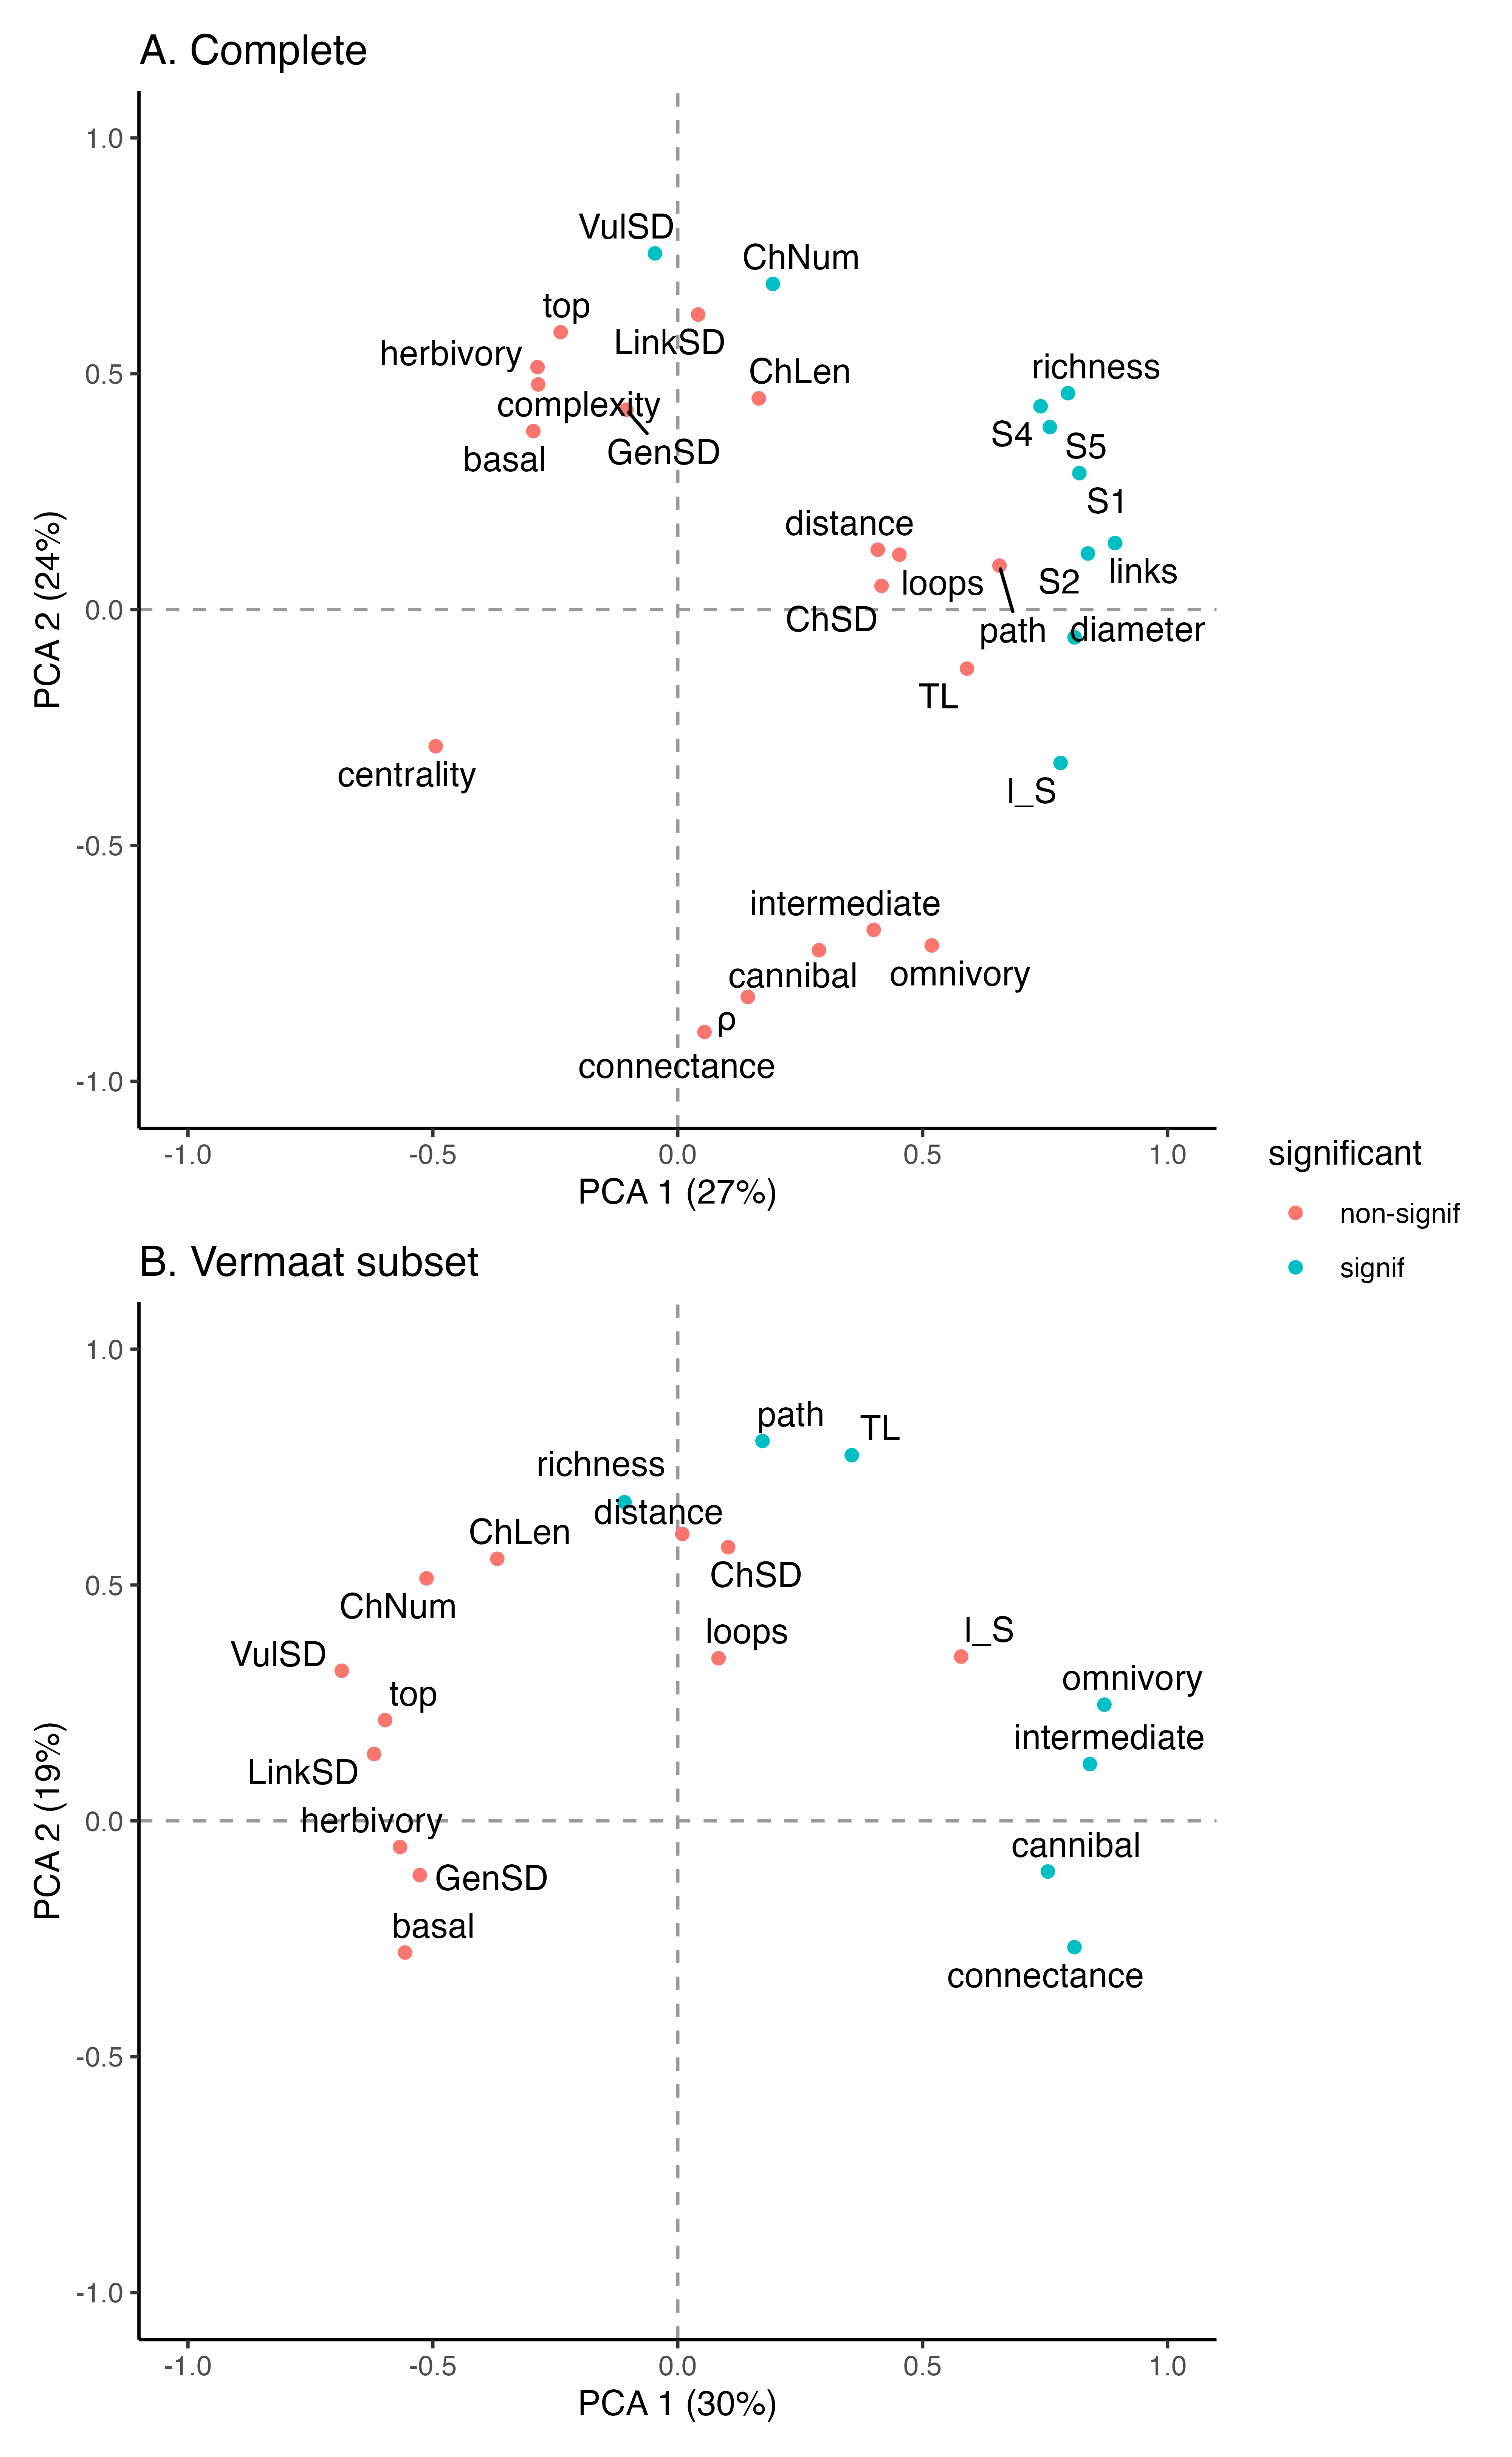 A. Complete
1.0
VulSD
ChNum
top
LinkSD
herbivory
0.5
ChLen
richness
complexity
S4
S5
GenSD
basal
S1
PCA 2 (24%)
distance
links
S2
loops
0.0
ChSD
path
diameter
TL
centrality
l_S
-0.5
intermediate
cannibal
omnivory
ρ
connectance
-1.0
-1.0 -0.5 0.0 0.5 1.0
PCA 1 (27%)
significant
non-signif
signif
B. Vermaat subset
1.0
path
TL
richness
distance
ChLen
0.5
ChSD
ChNum
loops
l_S
VulSD
omnivory
top
intermediate
LinkSD
PCA 2 (19%)
0.0
herbivory
cannibal
GenSD
basal
connectance
-0.5
-1.0
-1.0 -0.5 0.0 0.5 1.0
PCA 1 (30%)